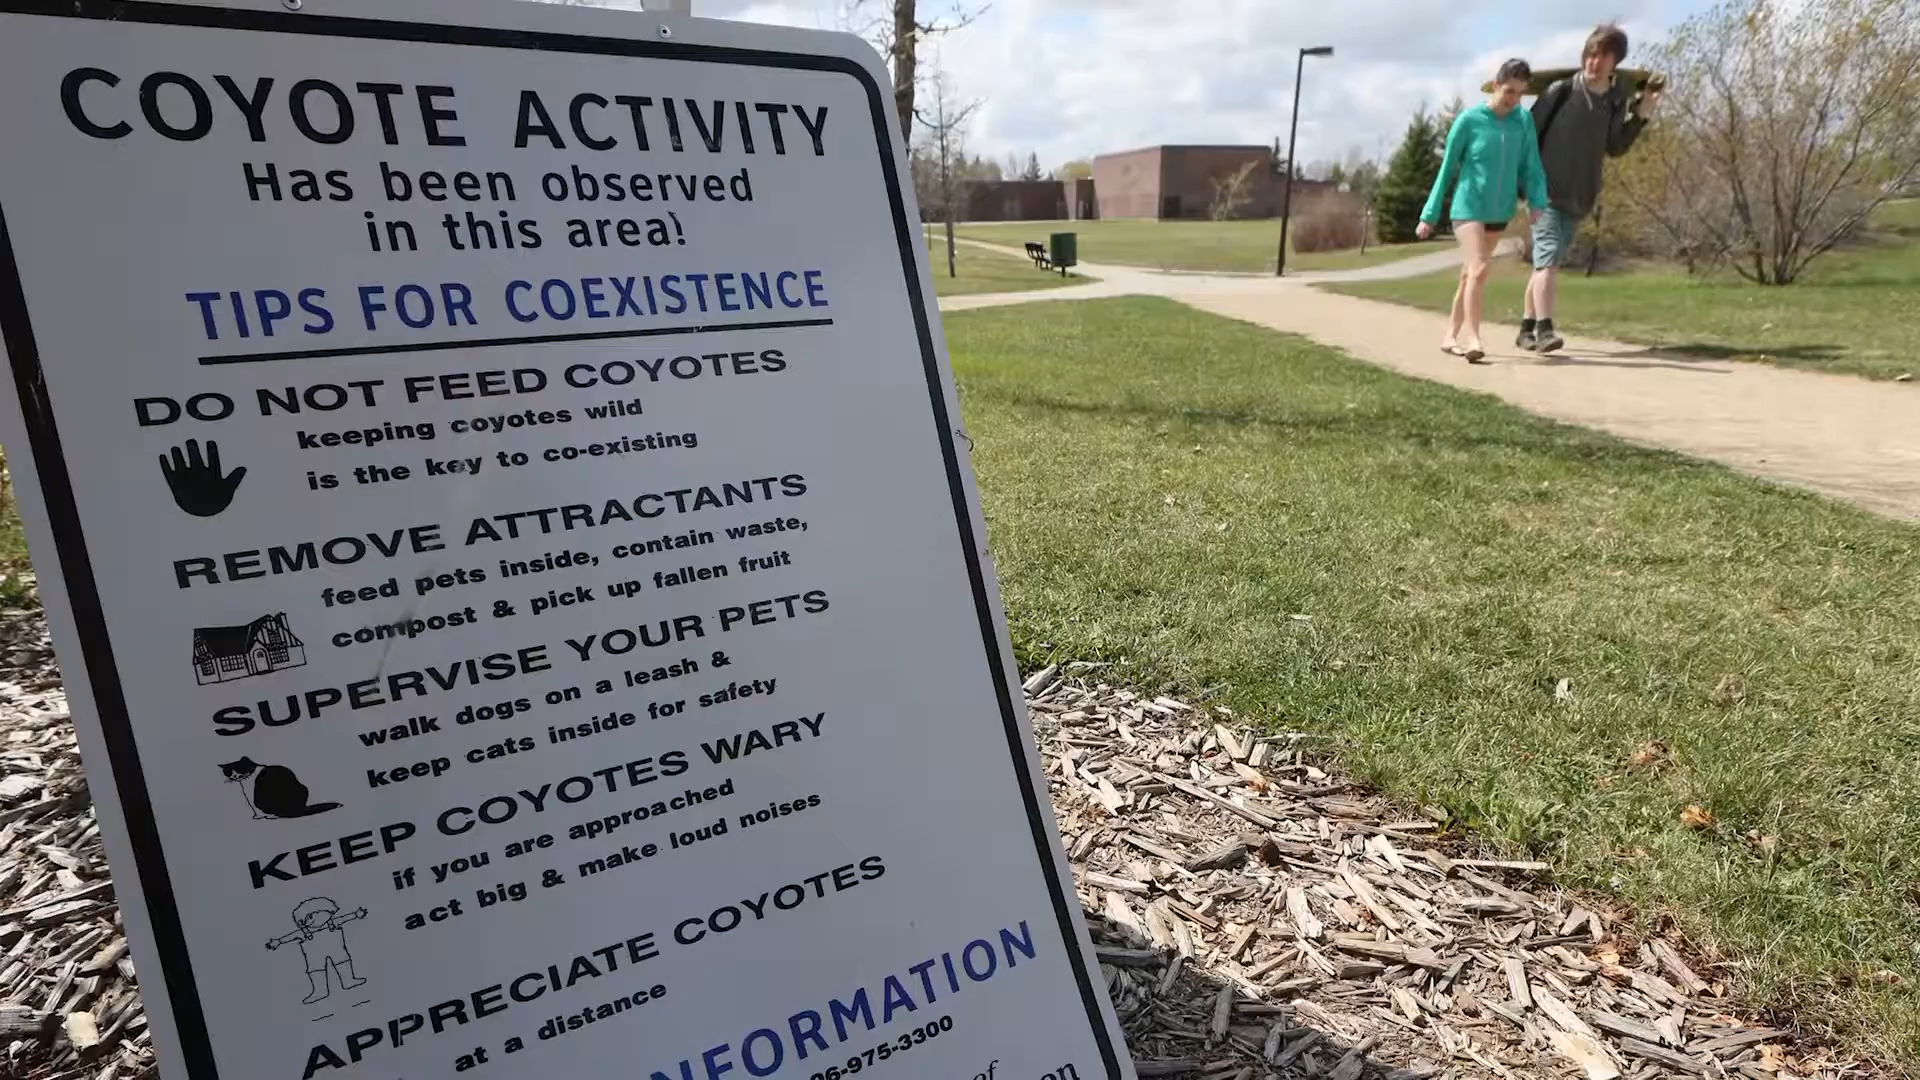 COYOTE ACTIVITY
Has been observed
in this area!
TIPS FOR COEXISTENCE
DO NOT FEED COYOTES
keeping coyotes wild
is the key to co-existing
REMOVE ATTRACTANTS
feed pets inside, contain waste,
compost & pick up fallen fruit
SUPERVISE YOUR PETS
walk dogs on a leash &
keep cats inside for safety
KEEP COYOTES WARY
if you are approached
act big & make loud noises
APPRECIATE COYOTES
at a distance
NFORMATION
06-975-3300
of
on